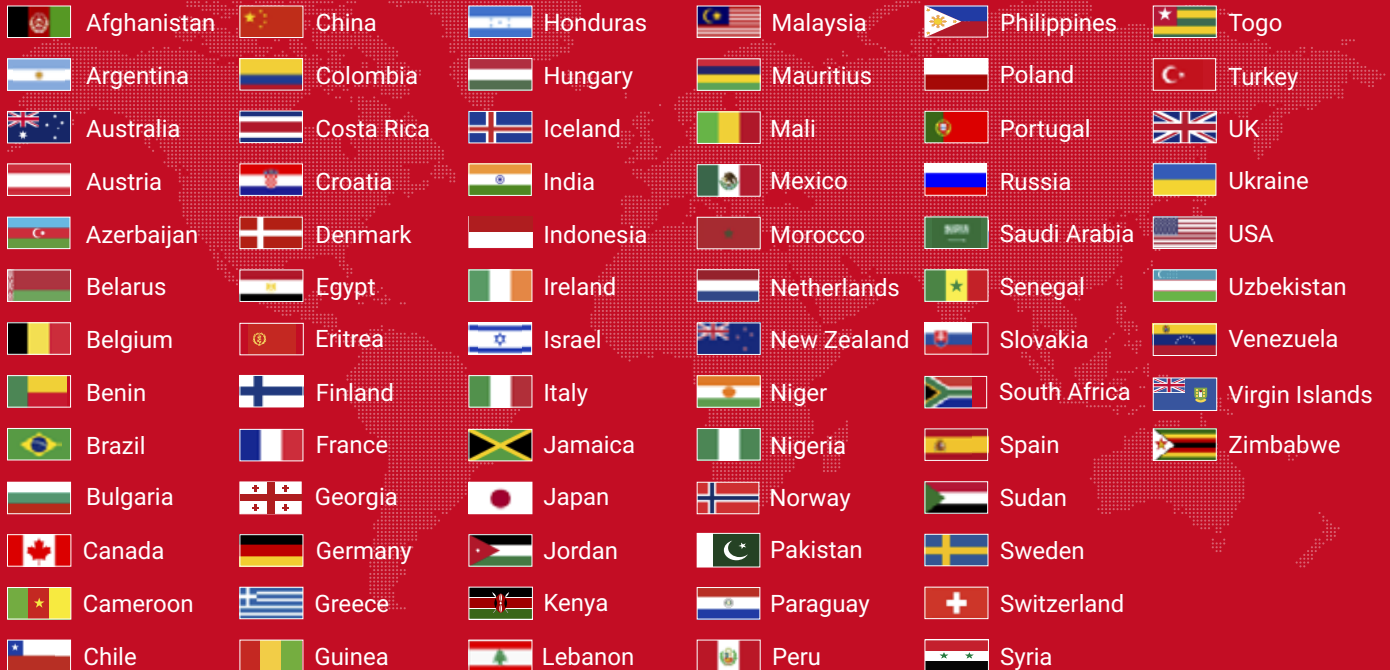 Afghanistan
Argentina
Australia
Austria
Azerbaijan
Belarus
Belgium
Benin
Brazil
Bulgaria
Canada
Cameroon
Chile
China
Colombia
Costa Rica
Croatia
Denmark
Egypt
Eritrea
Finland
France
Georgia
Germany
Greece
Guinea
Honduras
Hungary
Iceland
India
Indonesia
Ireland
Israel
Italy
Jamaica
Japan
Jordan
Kenya
Lebanon
Malaysia
Mauritius
Mali
Mexico
Morocco
Netherlands
New Zealand
Niger
Nigeria
Norway
Pakistan
Paraguay
Peru
Philippines
Poland
Portugal
Russia
Saudi Arabia
Senegal
Slovakia
South Africa
Spain
Sudan
Sweden
Switzerland
Syria
Togo
Turkey
UK
Ukraine
USA
Uzbekistan
Venezuela
Virgin Islands
Zimbabwe